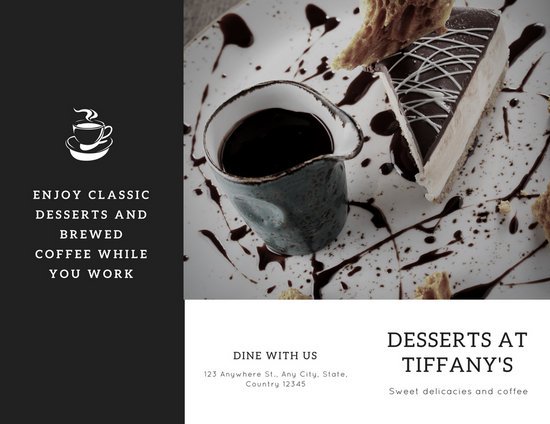 ENJOY CLASSIC
DESSERTS AND
BREWED
COFFEE WHILE
YOU WORK
DINE WITH US
123 Anywhere St., Any City, State,
Country 12345
DESSERTS AT
TIFFANY'S
Sweet delicacies and coffee